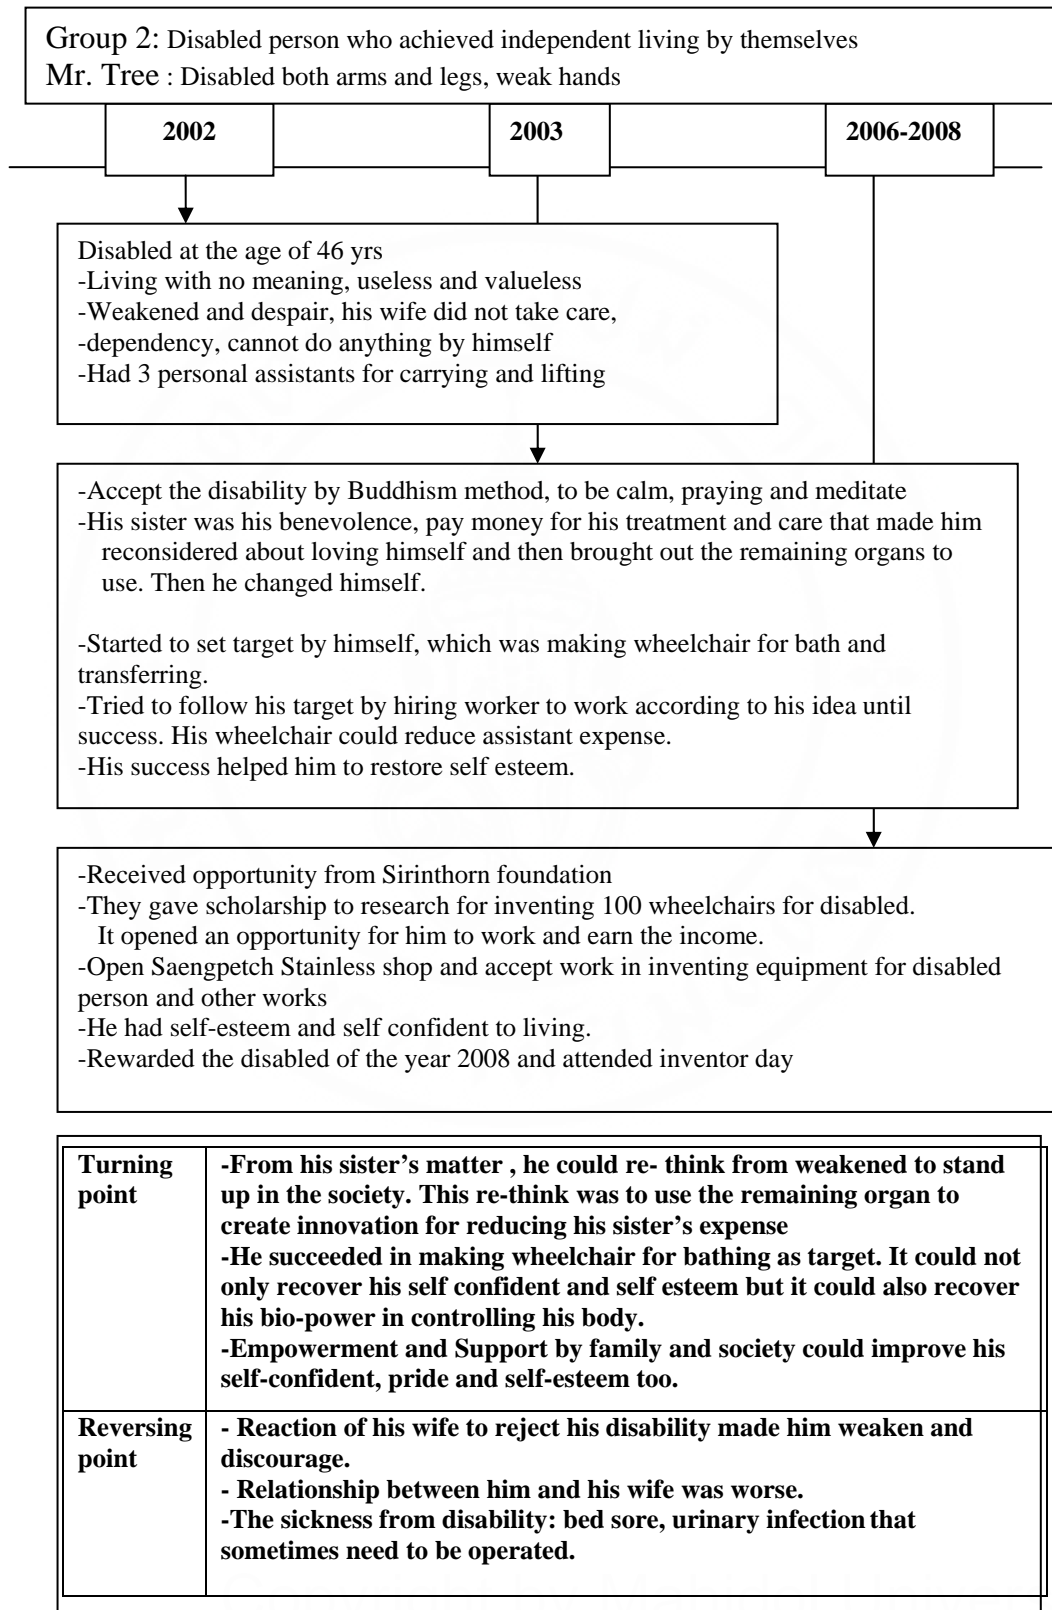 Group 2: Disabled person who achieved independent living by themselves
Mr. Tree : Disabled both arms and legs, weak hands
2002
2003
2006-2008
Disabled at the age of 46 yrs
-Living with no meaning, useless and valueless
-Weakened and despair, his wife did not take care,
-dependency, cannot do anything by himself
-Had 3 personal assistants for carrying and lifting
-Accept the disability by Buddhism method, to be calm, praying and meditate
-His sister was his benevolence, pay money for his treatment and care that made him
reconsidered about loving himself and then brought out the remaining organs to
use. Then he changed himself.
-Started to set target by himself, which was making wheelchair for bath and
transferring.
-Tried to follow his target by hiring worker to work according to his idea until
success. His wheelchair could reduce assistant expense.
-His success helped him to restore self esteem.
-Received opportunity from Sirinthorn foundation
-They gave scholarship to research for inventing 100 wheelchairs for disabled.
It opened an opportunity for him to work and earn the income.
-Open Saengpetch Stainless shop and accept work in inventing equipment for disabled
person and other works
-He had self-esteem and self confident to living.
-Rewarded the disabled of the year 2008 and attended inventor day
Turning
point
-From his sister's matter , he could re- think from weakened to stand
up in the society. This re-think was to use the remaining organ to
create innovation for reducing his sister's expense
-He succeeded in making wheelchair for bathing as target. It could not
only recover his self confident and self esteem but it could also recover
his bio-power in controlling his body.
-Empowerment and Support by family and society could improve his
self-confident, pride and self-esteem too.
Reversing
point
- Reaction of his wife to reject his disability made him weaken and
discourage.
- Relationship between him and his wife was worse.
-The sickness from disability: bed sore, urinary infection that
sometimes need to be operated.